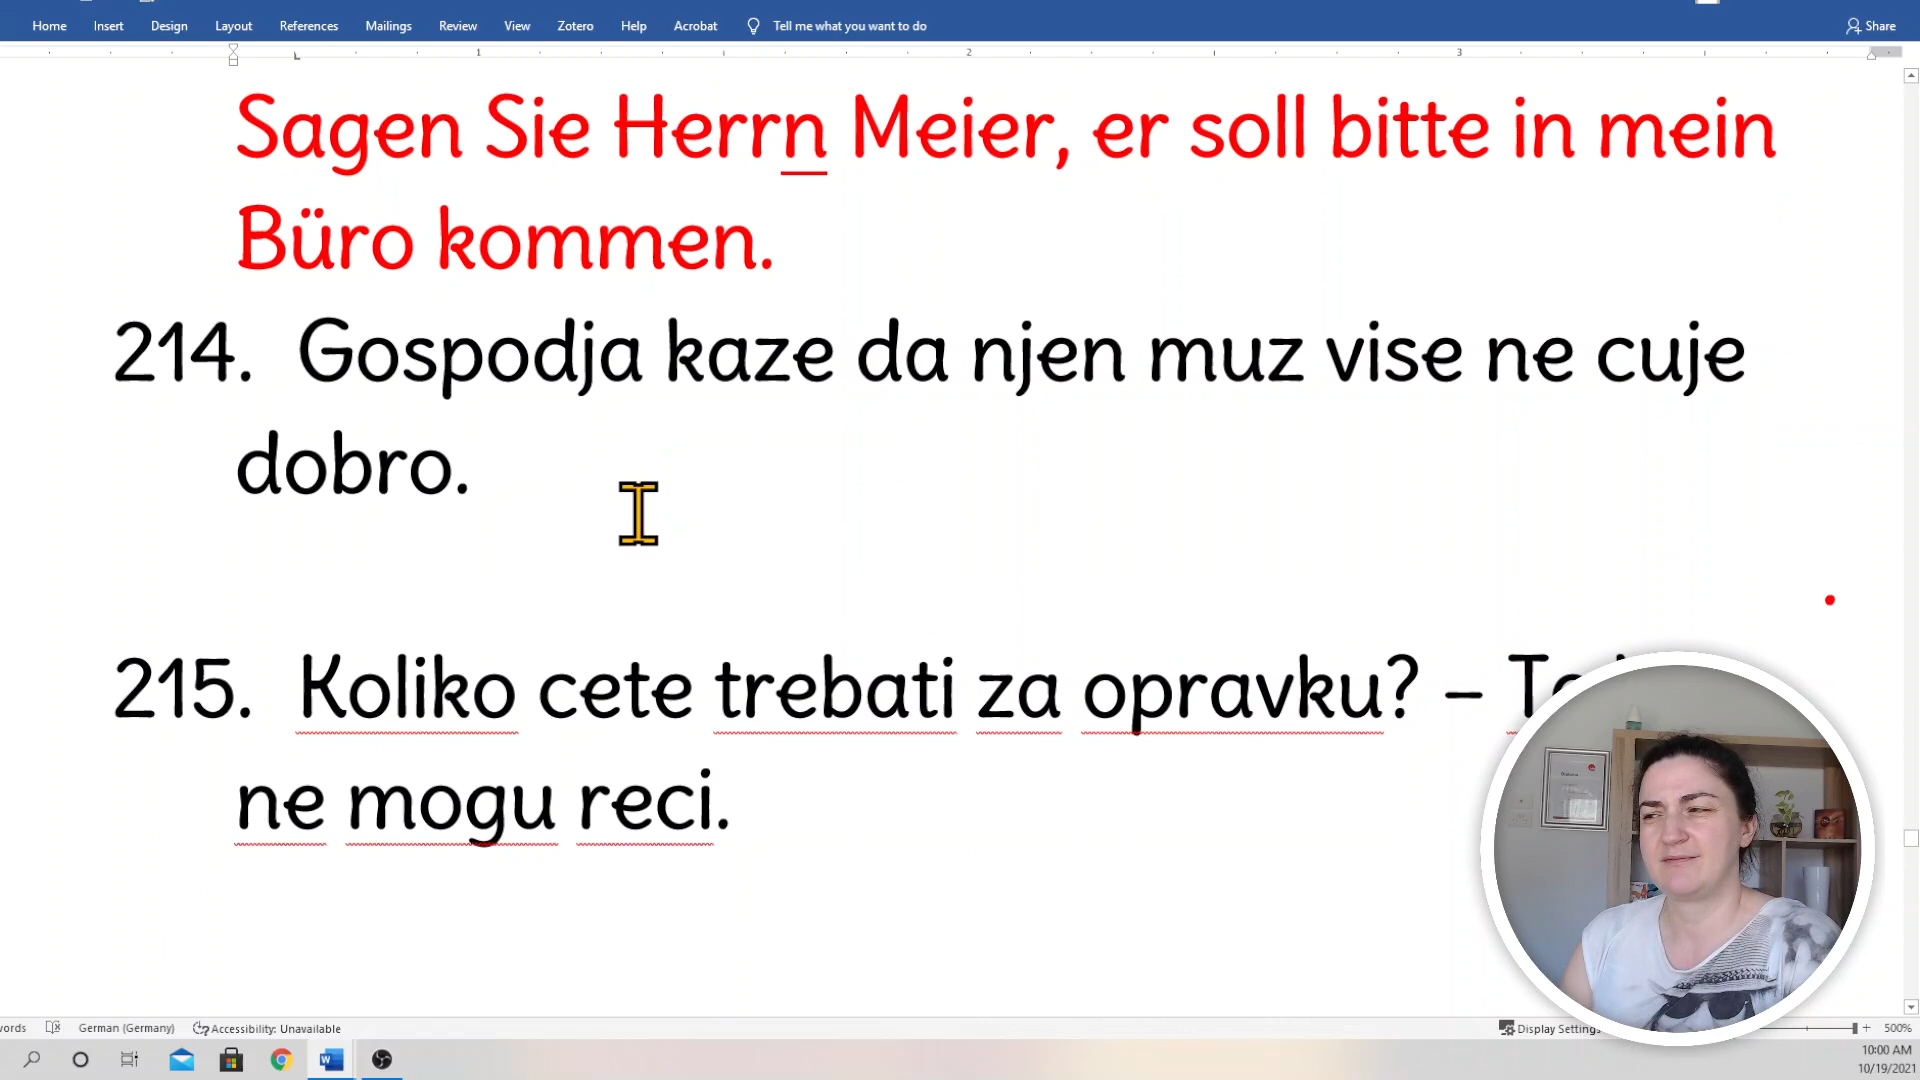 Home Insert Design Layout References Mailings Review View Zotero Help Acrobat Tell me what you want to do Share
1 2 3
Sagen Sie Herrn Meier, er soll bitte in mein
Büro kommen.
214. Gospodja kaze da njen muz vise ne cuje
dobro.
215. Koliko cete trebati za opravku? –
ne mogu reci.
German (Germany) Accessibility: Unavailable Display Settings 500%
10:00 AM
10/19/2021